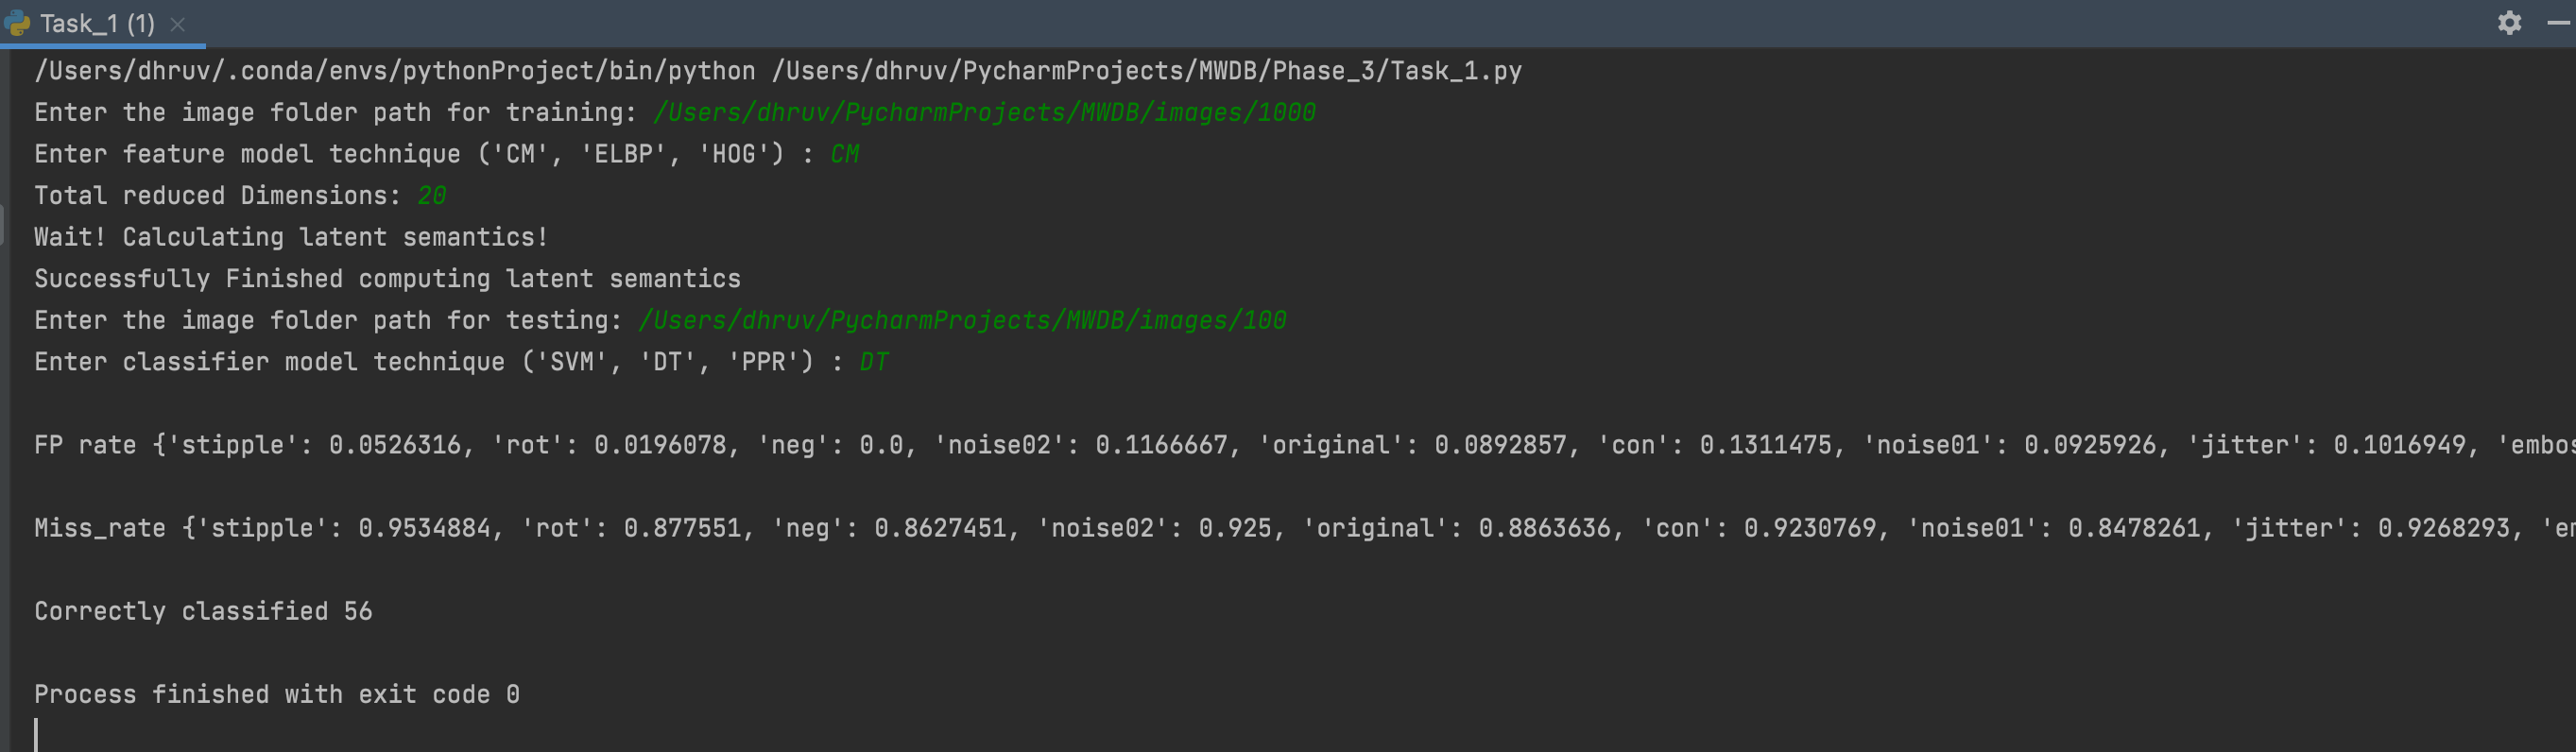 Task_1 (1)
/Users/dhruv/.conda/envs/pythonProject/bin/python /Users/dhruv/PycharmProjects/MWDB/Phase_3/Task_1.py
Enter the image folder path for training: /Users/dhruv/PycharmProjects/MWDB/images/1000
Enter feature model technique ('CM', 'ELBP', 'HOG') : CM
Total reduced Dimensions: 20
Wait! Calculating latent semantics!
Successfully Finished computing latent semantics
Enter the image folder path for testing: /Users/dhruv/PycharmProjects/MWDB/images/100
Enter classifier model technique ('SVM', 'DT', 'PPR') : DT
FP rate {'stipple': 0.0526316, 'rot': 0.0196078, 'neg': 0.0, 'noise02': 0.1166667, 'original': 0.0892857, 'con': 0.1311475, 'noise01': 0.0925926, 'jitter': 0.1016949, 'embos
Miss_rate {'stipple': 0.9534884, 'rot': 0.877551, 'neg': 0.8627451, 'noise02': 0.925, 'original': 0.8863636, 'con': 0.9230769, 'noise01': 0.8478261, 'jitter': 0.9268293, 'em
Correctly classified 56
Process finished with exit code 0